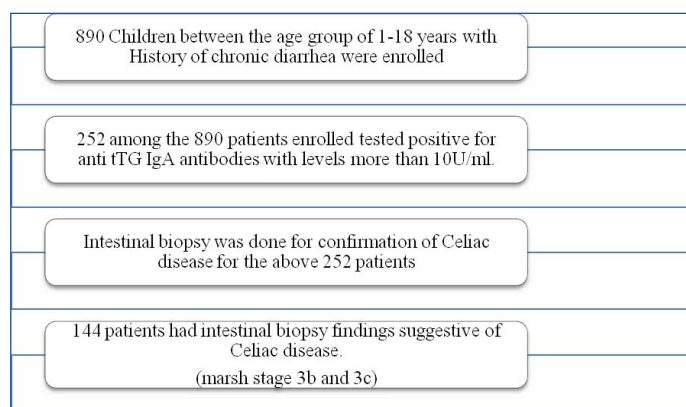 890 Children between the age group of 1-18 years with
History of chronic diarrhea were enrolled
252 among the 890 patients enrolled tested positive for
anti tTG IgA antibodies with levels more than 10U/ml.
Intestinal biopsy was done for confirmation of Celiac
disease for the above 252 patients
144 patients had intestinal biopsy findings suggestive of
Celiac disease.
(marsh stage 3b and 3c)